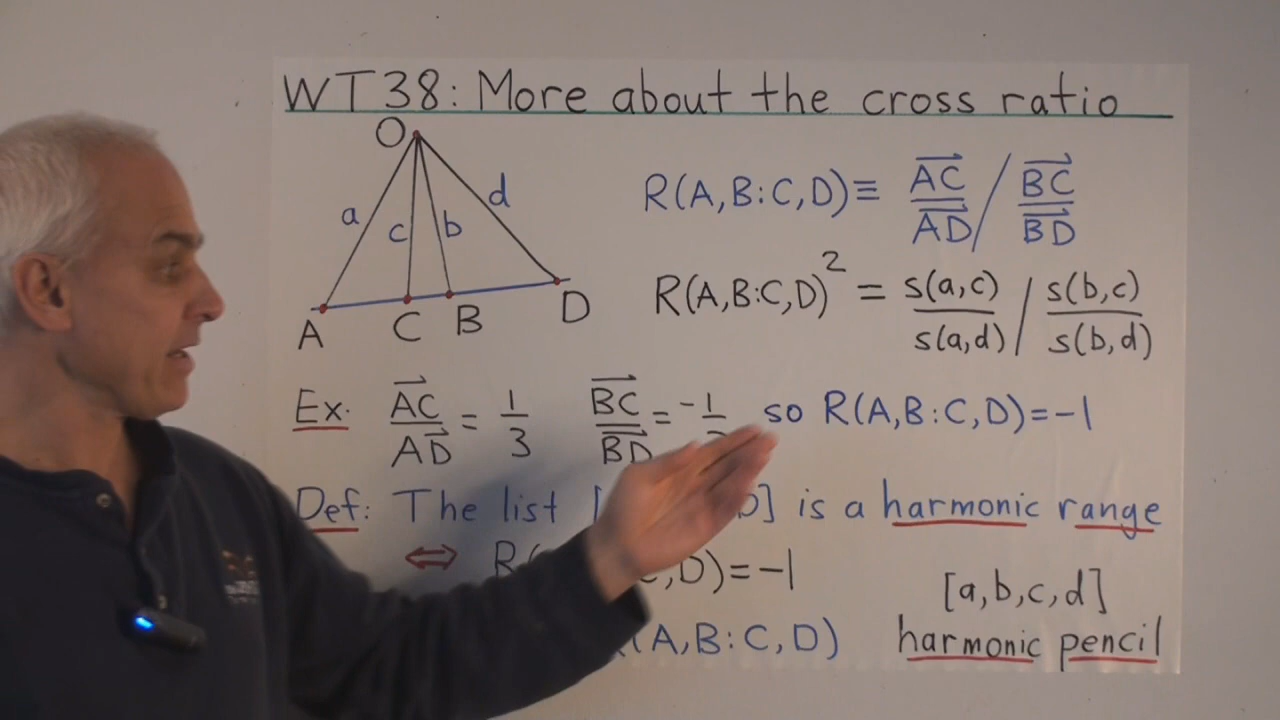 WT38: More about the cross ratio
O
a c b d
A C B D
R(A,B:C,D) ≡ AC/AD / BC/BD
R(A,B:C,D)² = s(a,c)/s(a,d) / s(b,c)/s(b,d)
Ex. AC/AD = 1/3 BC/BD = -1 so R(A,B:C,D)=-1
Def: The list [ ] is a harmonic range
⇔ R( C,D)=-1
[a,b,c,d]
(A,B:C,D) harmonic pencil